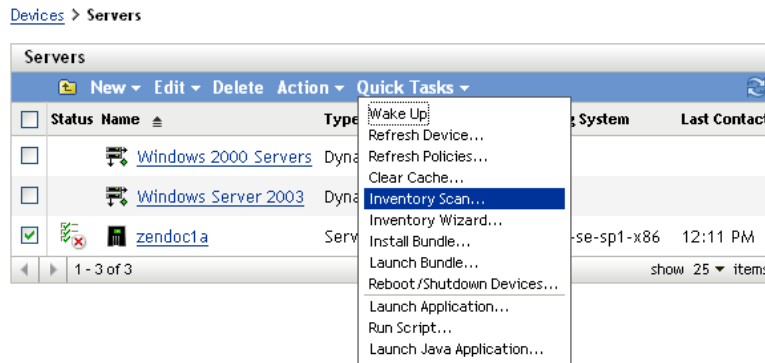 Devices > Servers
Servers
New Edit Delete Action Quick Tasks
Status Name Type System Last Contact
Windows 2000 Servers Dyna
Windows Server 2003 Dyna
zendoc1a Serv -se-sp1-x86 12:11 PM
1 - 3 of 3 show 25 items
Wake Up
Refresh Device...
Refresh Policies...
Clear Cache...
Inventory Scan...
Inventory Wizard...
Install Bundle...
Launch Bundle...
Reboot/Shutdown Devices...
Launch Application...
Run Script...
Launch Java Application...